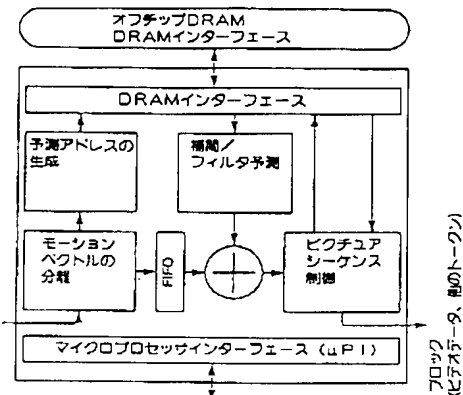 オフチップDRAM
DRAMインターフェース
DRAMインターフェース
予測アドレスの
生成
補間／
フィルタ予測
モーション
ベクトルの
分離
FIFO
ピクチュア
シーケンス
制御
マイクロプロセッサインターフェース (μPI)
ブロック
(ビデオデータ、他のトークン)